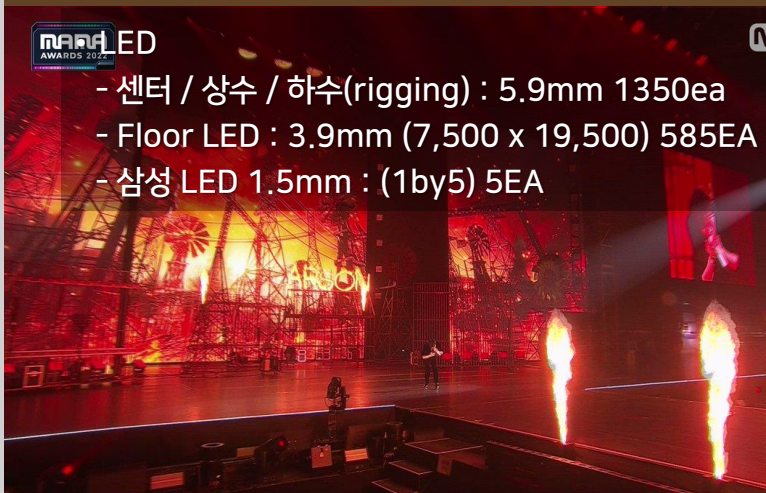 MAMA
AWARDS 2022
• LED
- 센터 / 상수 / 하수(rigging) : 5.9mm 1350ea
- Floor LED : 3.9mm (7,500 x 19,500) 585EA
- 삼성 LED 1.5mm : (1by5) 5EA
ARSON